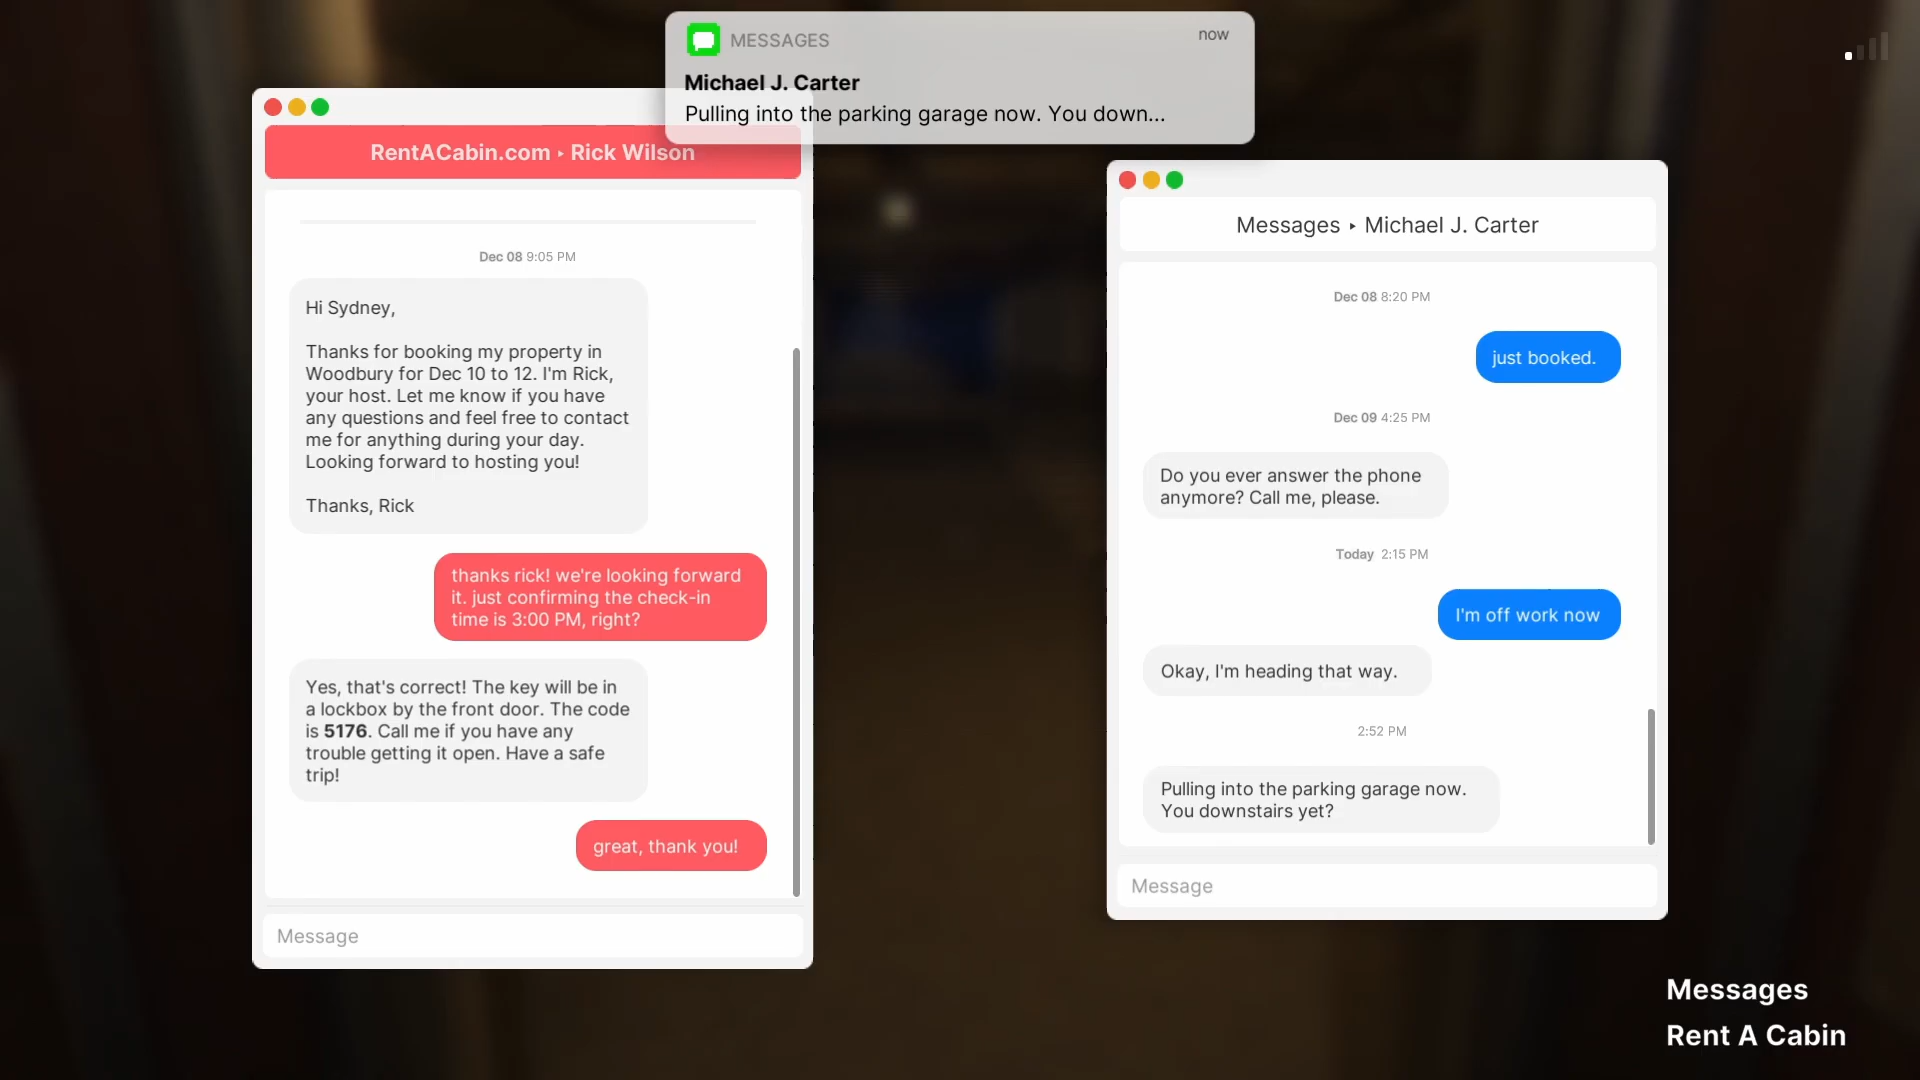 MESSAGES
now
Michael J. Carter
Pulling into the parking garage now. You down...
RentACabin.com ‣ Rick Wilson
Dec 08 9:05 PM
Hi Sydney,
Thanks for booking my property in
Woodbury for Dec 10 to 12. I'm Rick,
your host. Let me know if you have
any questions and feel free to contact
me for anything during your day.
Looking forward to hosting you!
Thanks, Rick
thanks rick! we're looking forward
it. just confirming the check-in
time is 3:00 PM, right?
Yes, that's correct! The key will be in
a lockbox by the front door. The code
is 5176. Call me if you have any
trouble getting it open. Have a safe
trip!
great, thank you!
Message
Messages ‣ Michael J. Carter
Dec 08 8:20 PM
just booked.
Dec 09 4:25 PM
Do you ever answer the phone
anymore? Call me, please.
Today 2:15 PM
I'm off work now
Okay, I'm heading that way.
2:52 PM
Pulling into the parking garage now.
You downstairs yet?
Message
Messages
Rent A Cabin